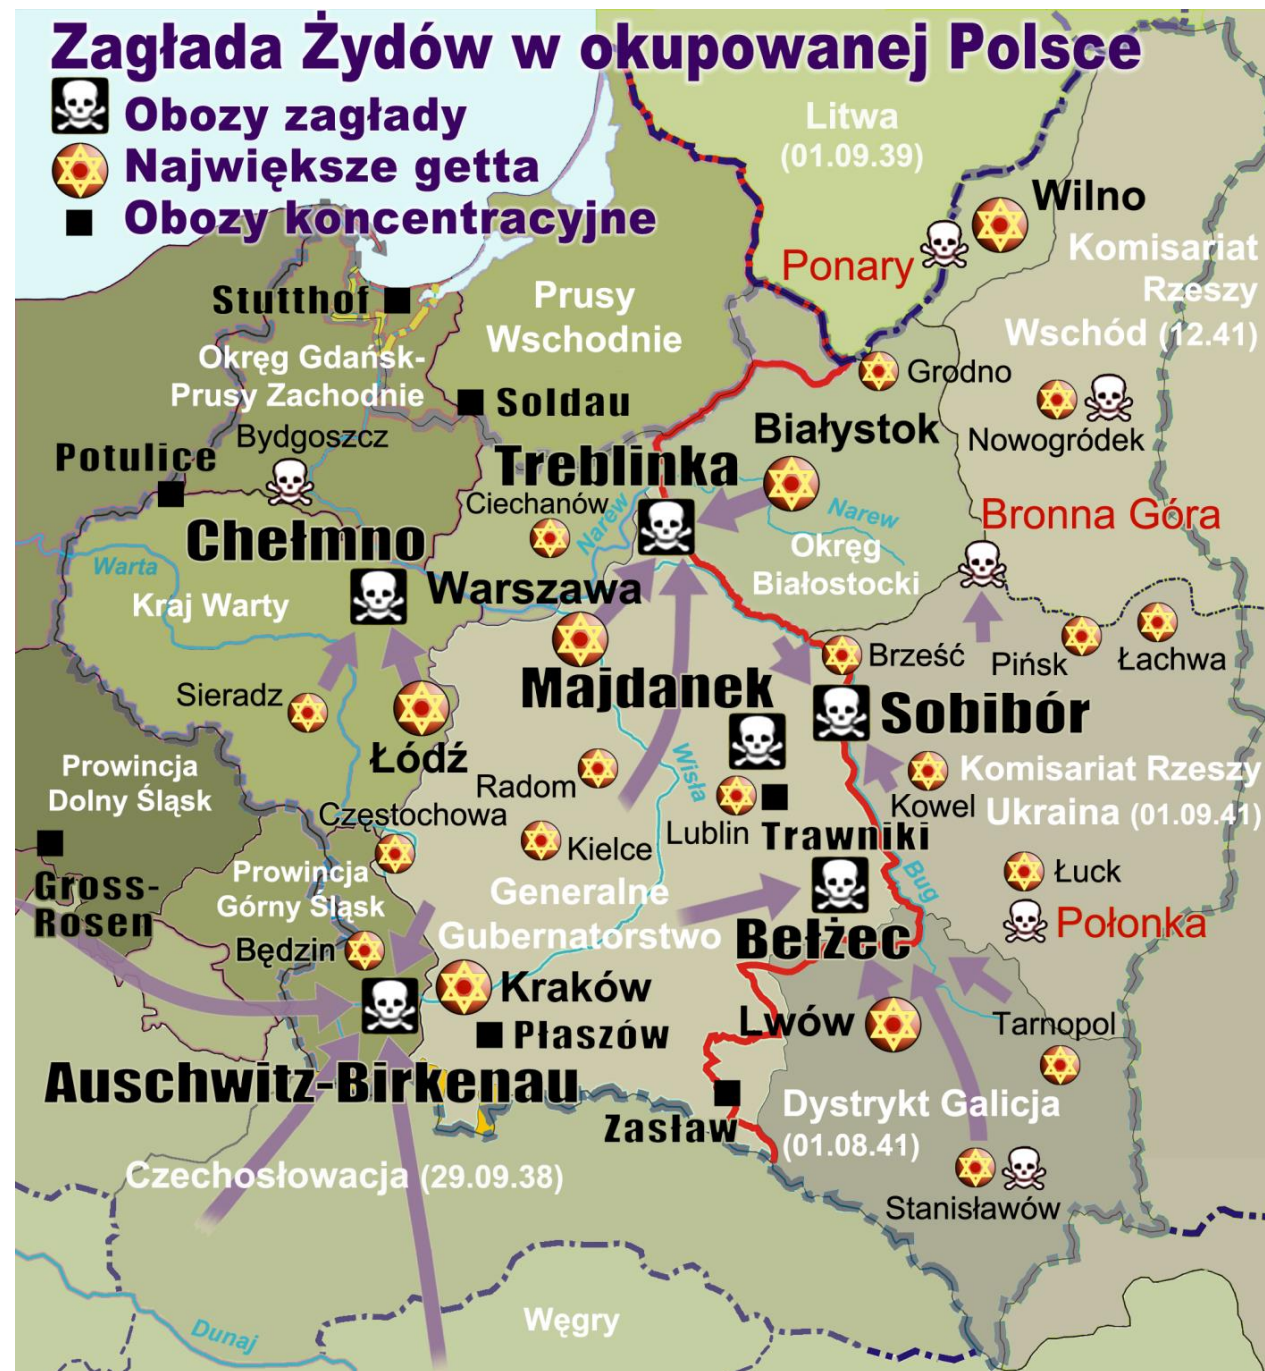 Zagłada Żydów w okupowanej Polsce
Obozy zagłady
Największe getta
Obozy koncentracyjne
Litwa
(01.09.39)
Wilno
Ponary
Komisariat
Rzeszy
Wschód (12.41)
Stutthof
Prusy
Wschodnie
Okręg Gdańsk-
Prusy Zachodnie
Grodno
Soldau
Nowogródek
Bydgoszcz
Białystok
Potulice
Treblinka
Ciechanów
Narew
Narew
Bronna Góra
Chełmno
Okręg
Białostocki
Warta
Kraj Warty
Warszawa
Brześć
Pińsk
Łachwa
Majdanek
Sieradz
Sobibór
Łódź
Wisła
Prowincja
Dolny Śląsk
Radom
Kowel
Komisariat Rzeszy
Ukraina (01.09.41)
Częstochowa
Kielce
Lublin
Trawniki
Bug
Łuck
Gross-
Rosen
Prowincja
Górny Śląsk
Generalne
Gubernatorstwo
Połonka
Bełżec
Będzin
Kraków
Płaszów
Lwów
Tarnopol
Auschwitz-Birkenau
Zasław
Dystrykt Galicja
(01.08.41)
Czechosłowacja (29.09.38)
Stanisławów
Węgry
Dunaj